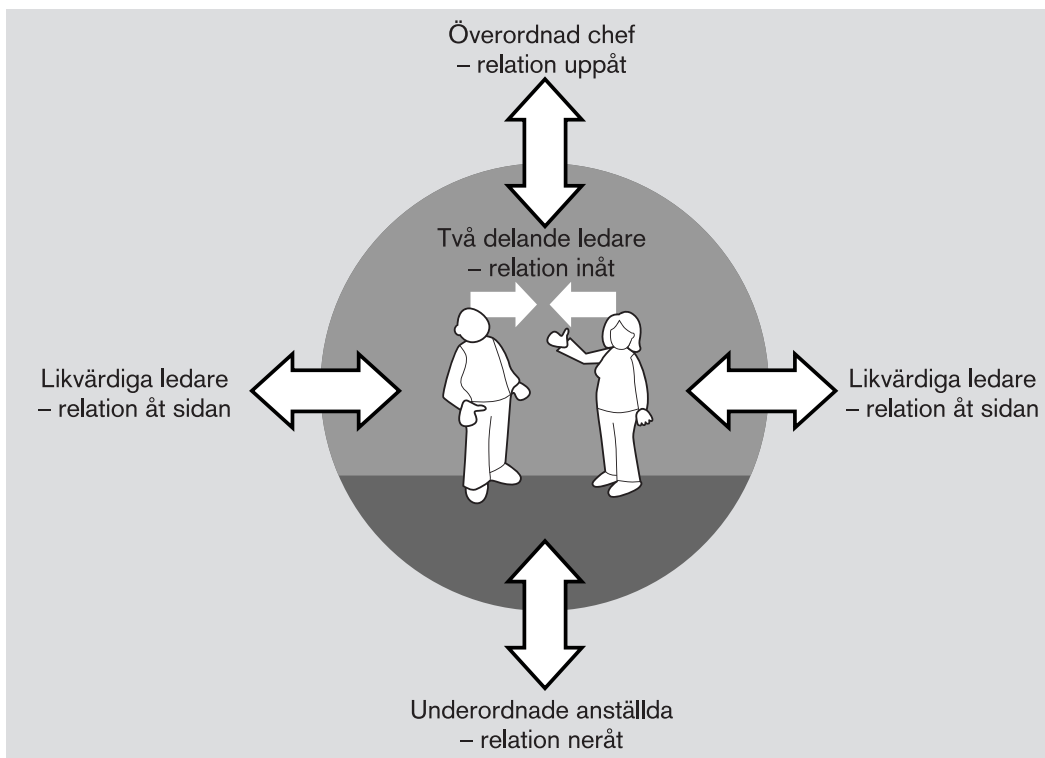 Överordnad chef
– relation uppåt
Två delande ledare
– relation inåt
Likvärdiga ledare
– relation åt sidan
Likvärdiga ledare
– relation åt sidan
Underordnade anställda
– relation neråt